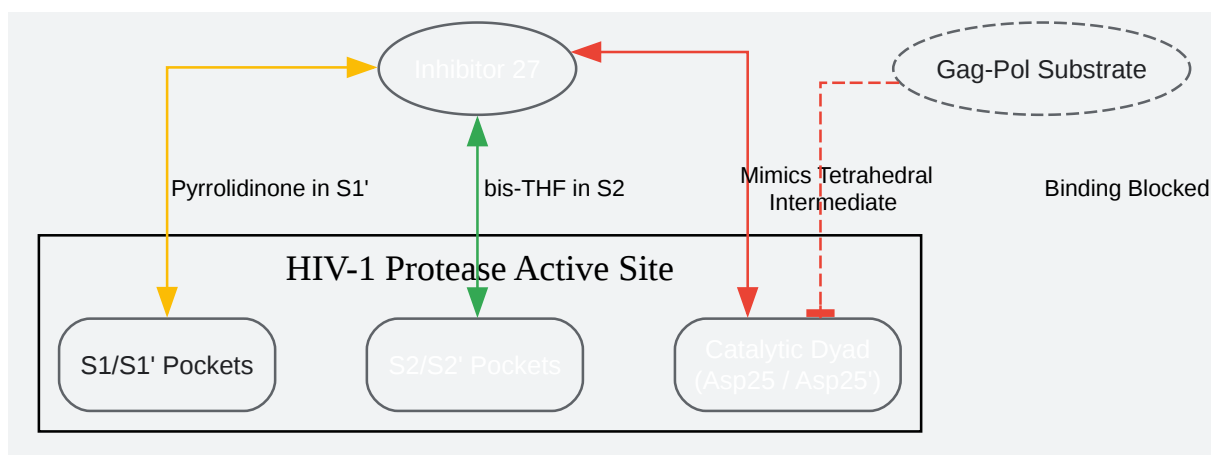 Inhibitor 27
Gag-Pol Substrate
Pyrrolidinone in S1'
bis-THF in S2
Mimics Tetrahedral
Intermediate
Binding Blocked
HIV-1 Protease Active Site
S1/S1' Pockets
S2/S2' Pockets
Catalytic Dyad
(Asp25 / Asp25')